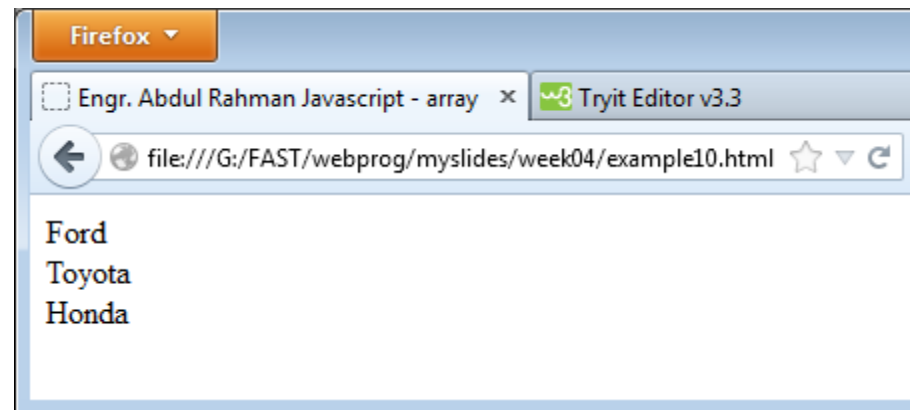 Firefox
Engr. Abdul Rahman Javascript - array × w3 Tryit Editor v3.3
file:///G:/FAST/webprog/myslides/week04/example10.html
Ford
Toyota
Honda